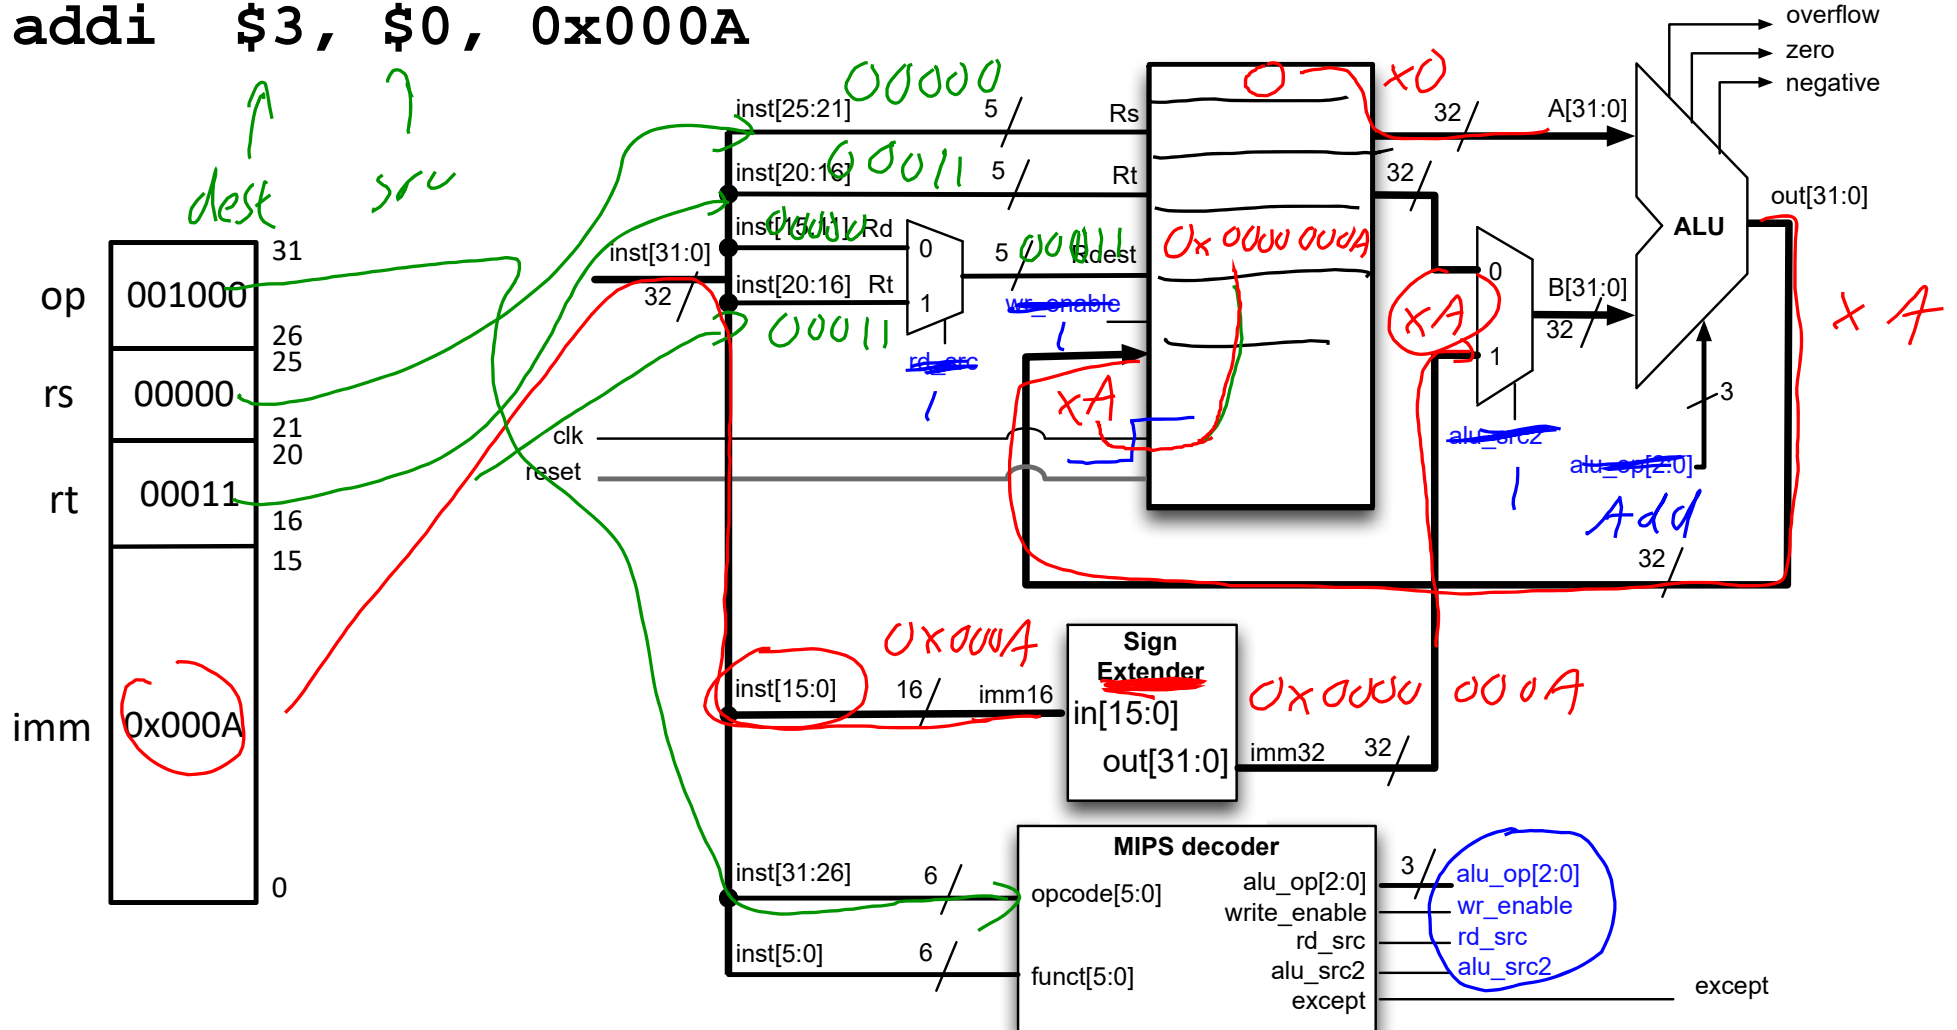 addi $3, $0, 0x000A
dest
src
31
op 001000
26
25
rs 00000
21
20
rt 00011
16
15
imm 0x000A
0
inst[31:0]
32
inst[25:21] 00000 5 Rs
inst[20:16] 00011 5 Rt
inst[15:11] 00000 Rd 0
inst[20:16] Rt 1
00011
rd_src
1
5 00011 Rdest
wr_enable
1
xA
clk
reset
0
0x0000000A
x0
32 A[31:0]
32
0
xA
1
B[31:0]
32
alu_src2
1
ALU
overflow
zero
negative
out[31:0]
xA
3
alu_op[2:0]
Add
32
inst[15:0] 16 imm16
0x000A
Sign
Extender
in[15:0]
out[31:0]
0x0000 000A
imm32 32
MIPS decoder
inst[31:26] 6 opcode[5:0]
inst[5:0] 6 funct[5:0]
alu_op[2:0] 3 alu_op[2:0]
write_enable wr_enable
rd_src rd_src
alu_src2 alu_src2
except except